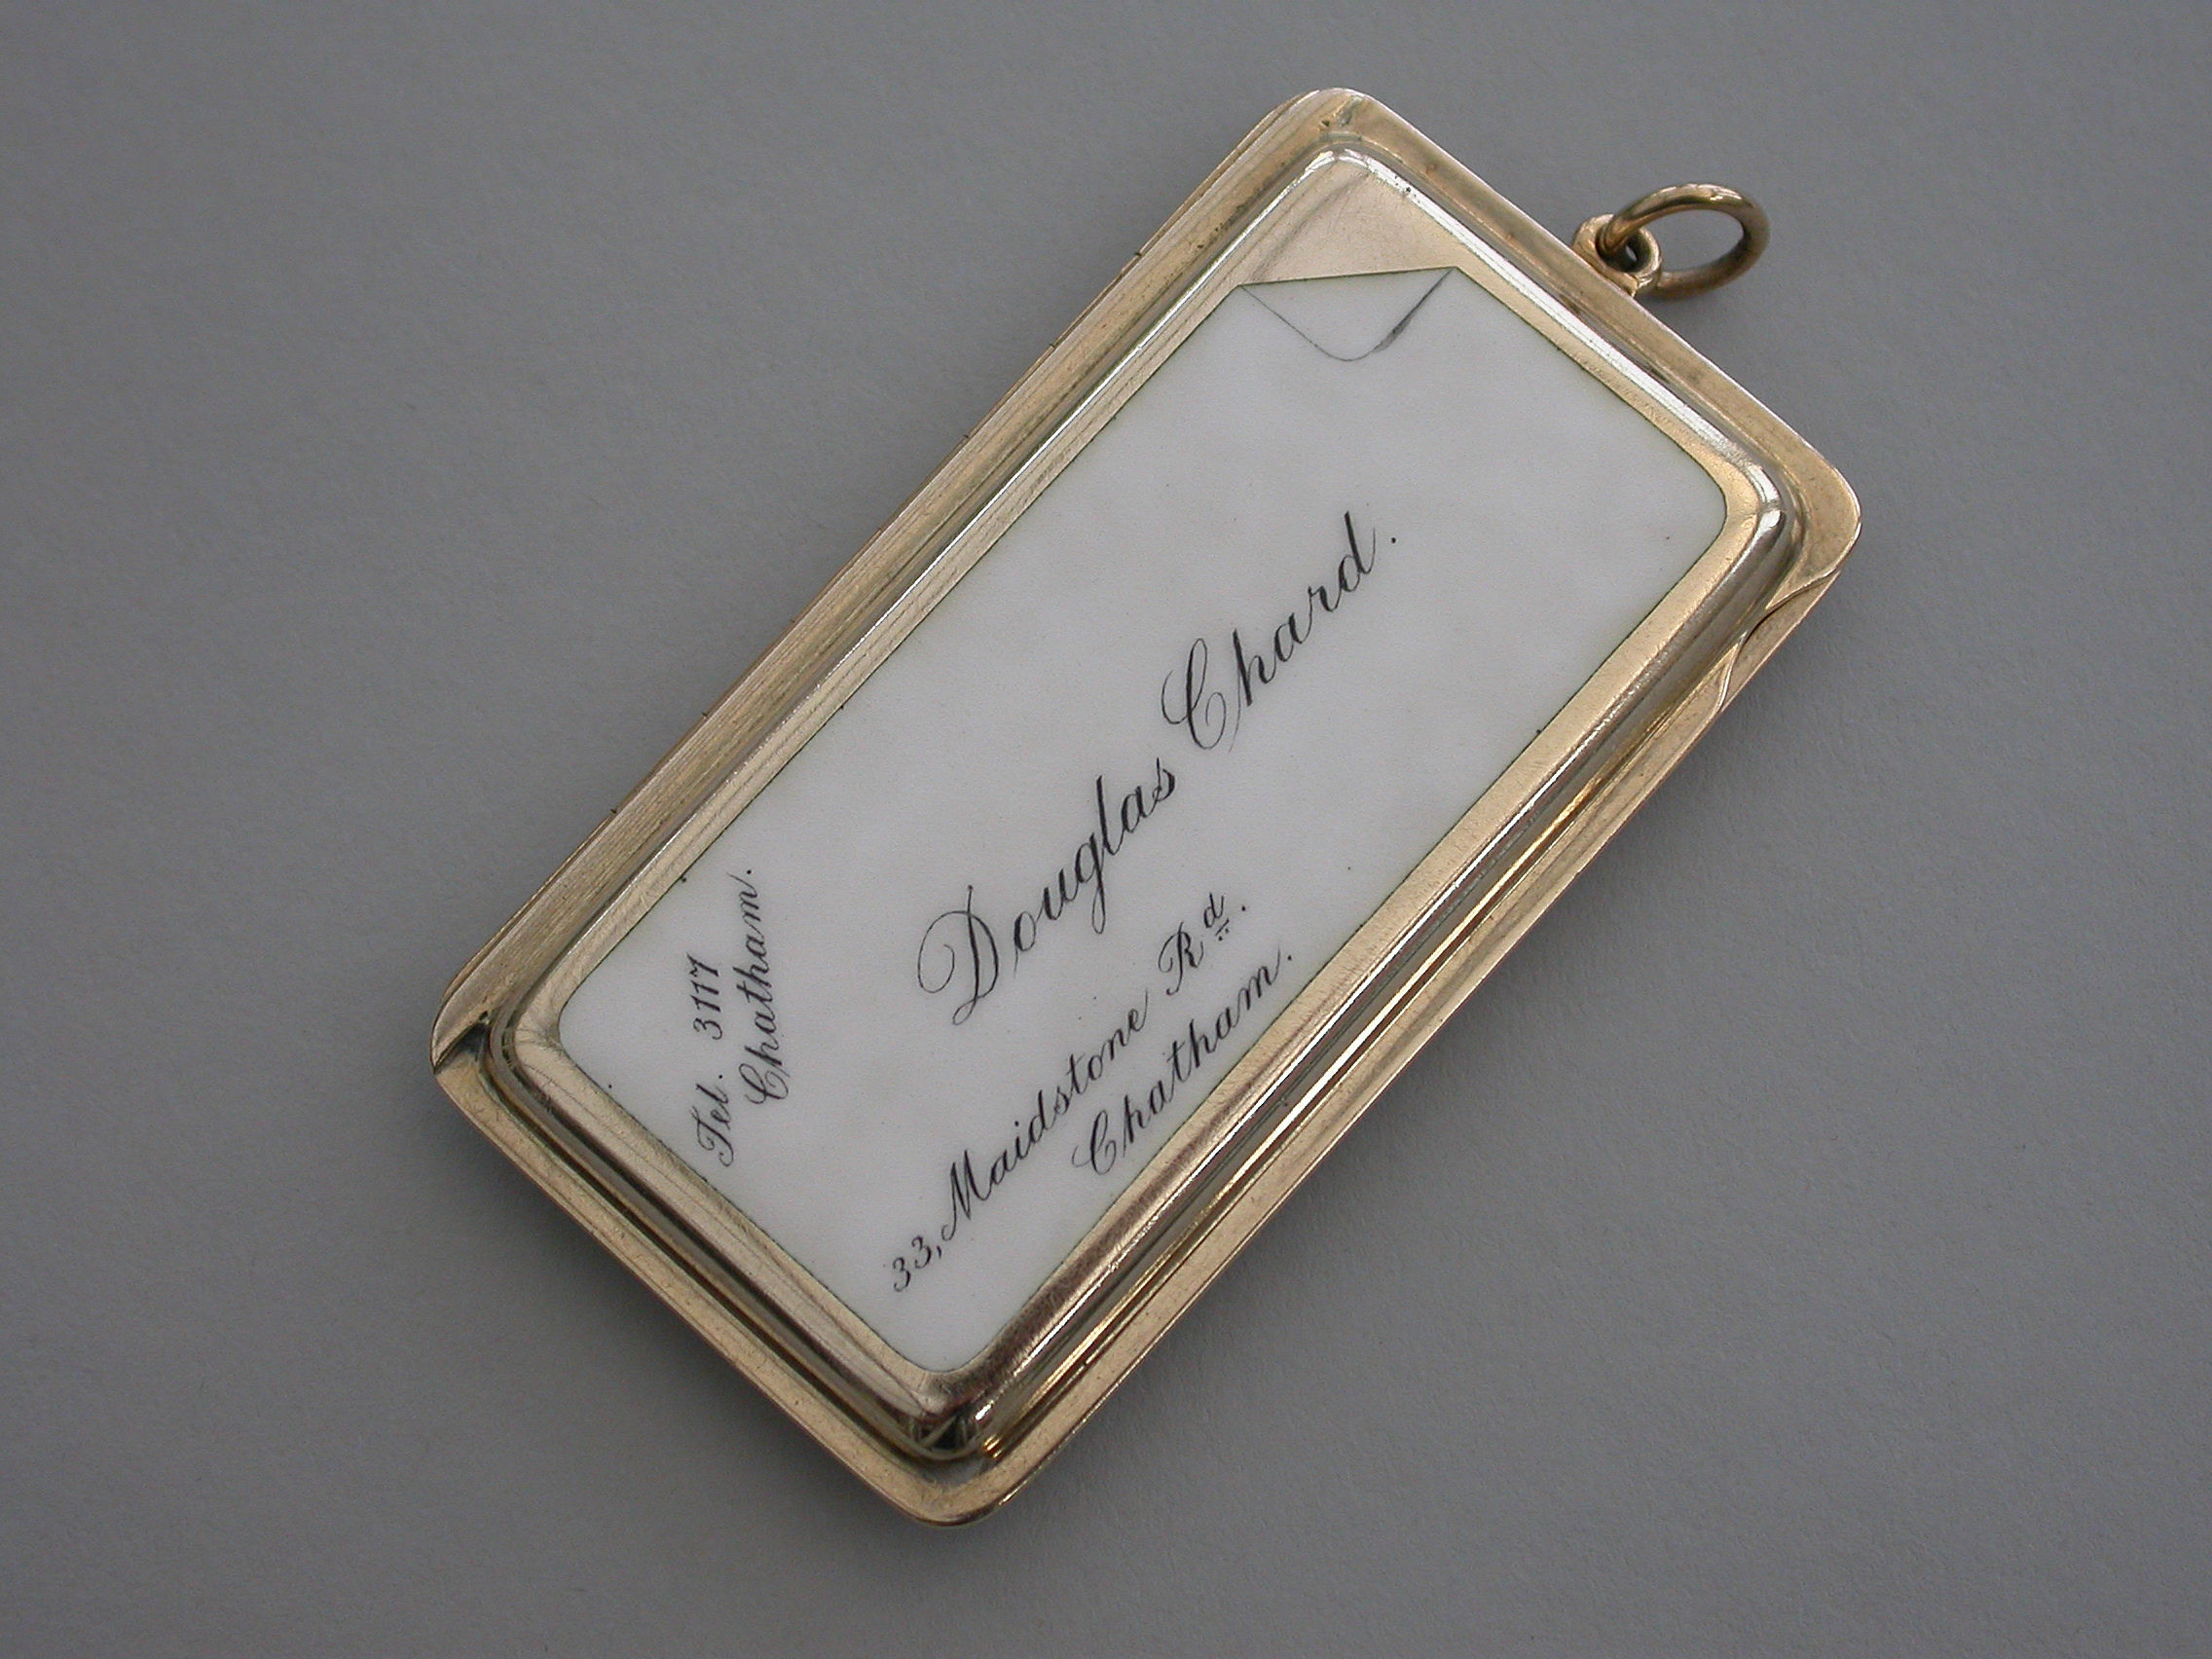 Douglas Chard.
33, Maidstone Rd.
Chatham.
Tel. 3117
Chatham.